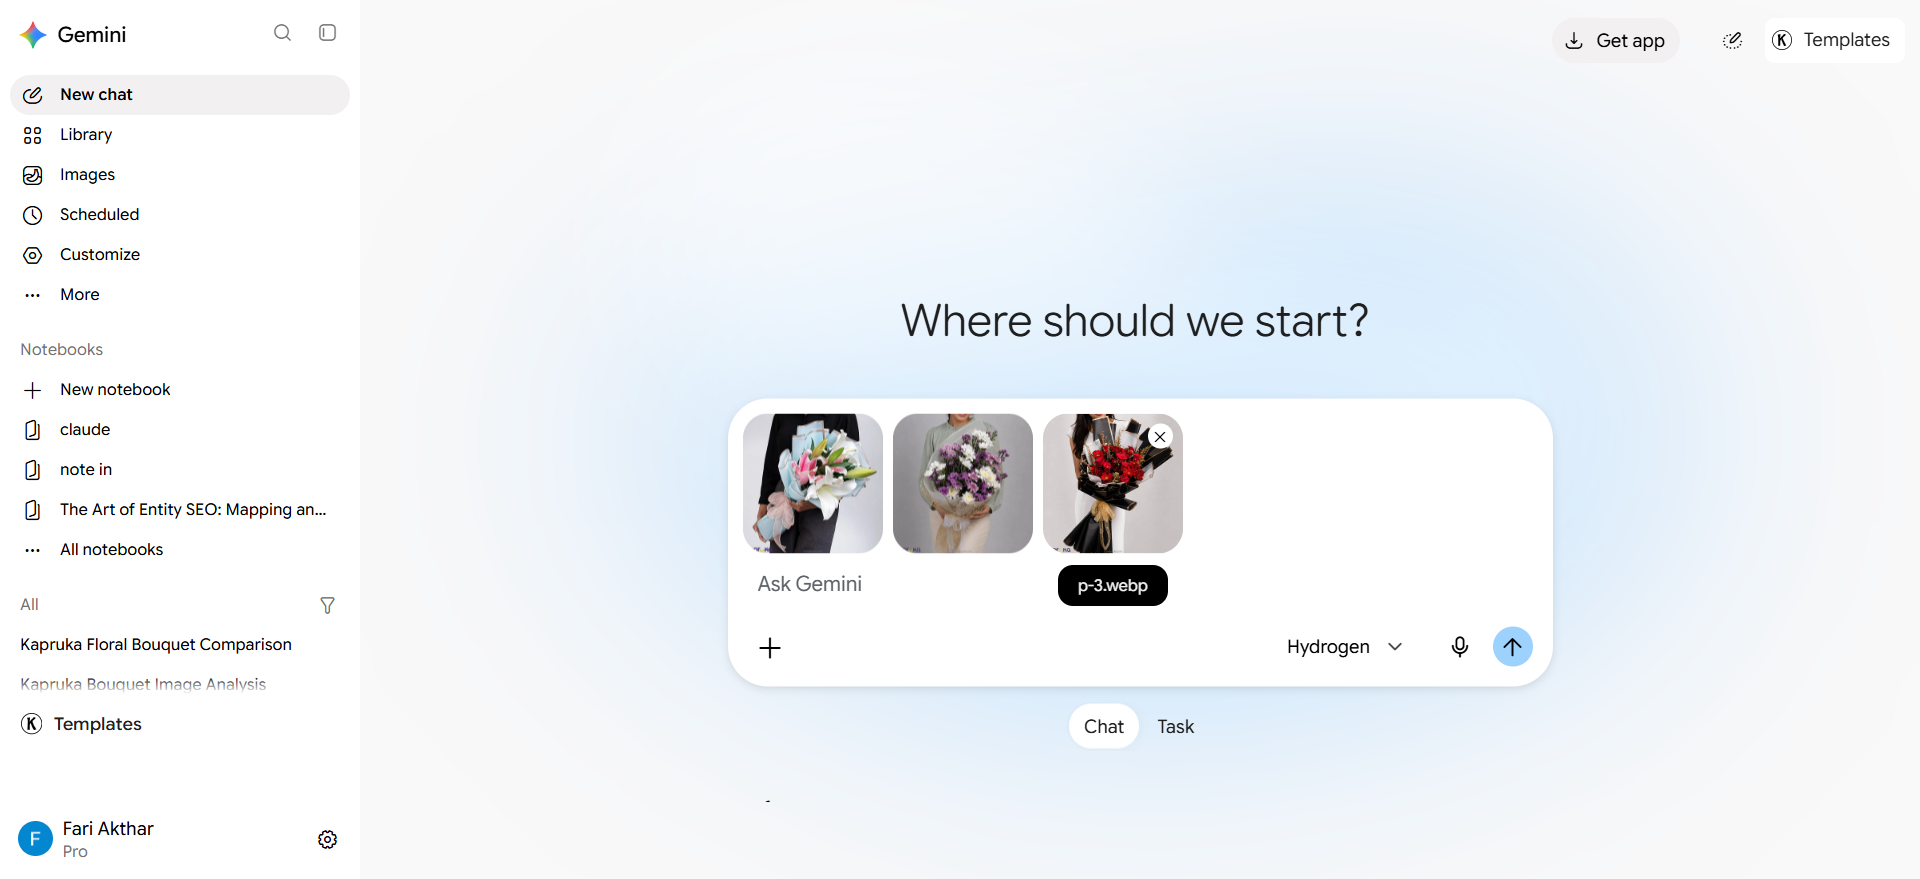 Gemini
New chat
Library
Images
Scheduled
Customize
More
Notebooks
New notebook
claude
note in
The Art of Entity SEO: Mapping an...
All notebooks
All
Kapruka Floral Bouquet Comparison
Kapruka Bouquet Image Analysis
Templates
Fari Akthar
Pro
Get app
Templates
Where should we start?
Ask Gemini
p-3.webp
Hydrogen
Chat
Task